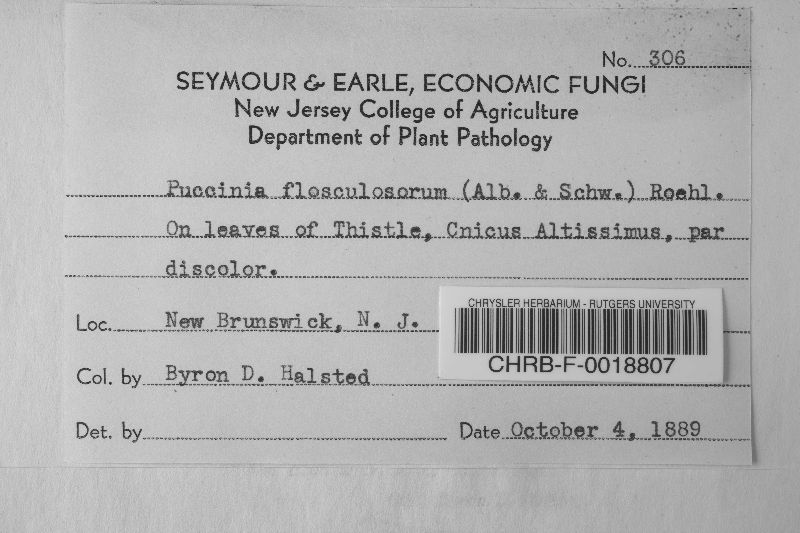 No. 306
SEYMOUR & EARLE, ECONOMIC FUNGI
New Jersey College of Agriculture
Department of Plant Pathology
Puccinia flosculosorum (Alb. & Schw.) Roehl.
On leaves of Thistle, Cnicus Altissimus, par
discolor.
Loc. New Brunswick, N. J.
CHRYSLER HERBARIUM - RUTGERS UNIVERSITY
CHRB-F-0018807
Col. by Byron D. Halsted
Det. by
Date October 4, 1889